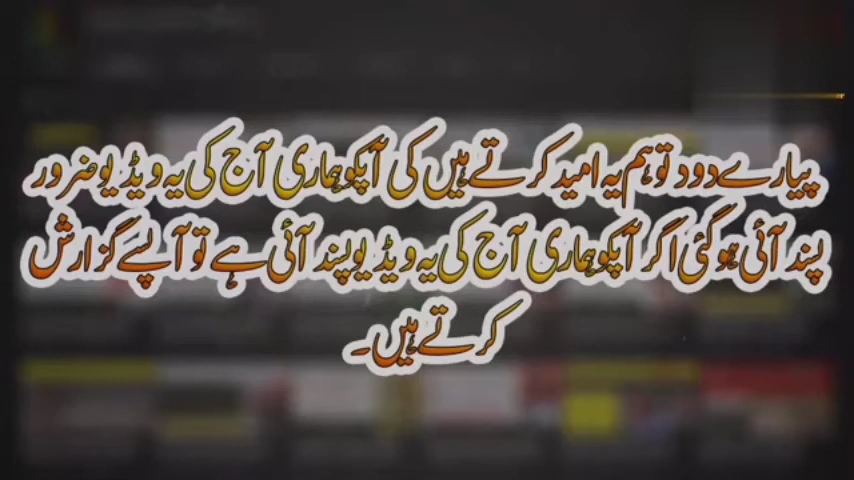 پیارے دود تو ہم یہ امید کرتے ہیں کی آپکو ہماری آج کی یہ ویڈیو ضرور
پسند آئی ہو گئی اگر آپکو ہماری آج کی یہ ویڈیو پسند آئی ہے تو آپسے گزارش
کرتے ہیں۔